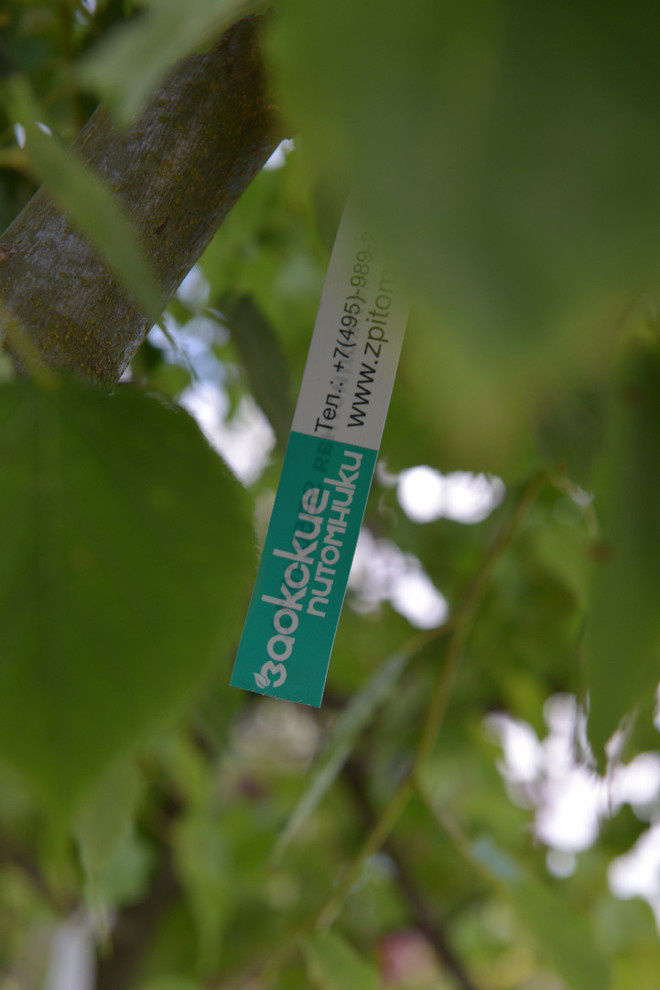 Заокские
питомники
Тел.: +7(495)-989-
www.zpitom